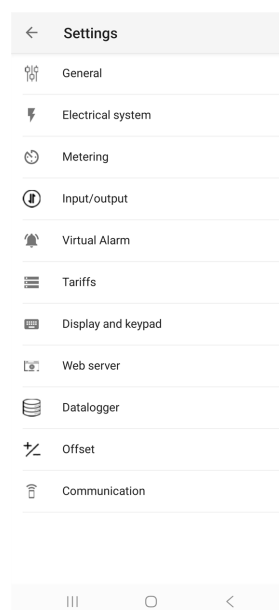 Settings
General
Electrical system
Metering
Input/output
Virtual Alarm
Tariffs
Display and keypad
Web server
Datalogger
Offset
Communication